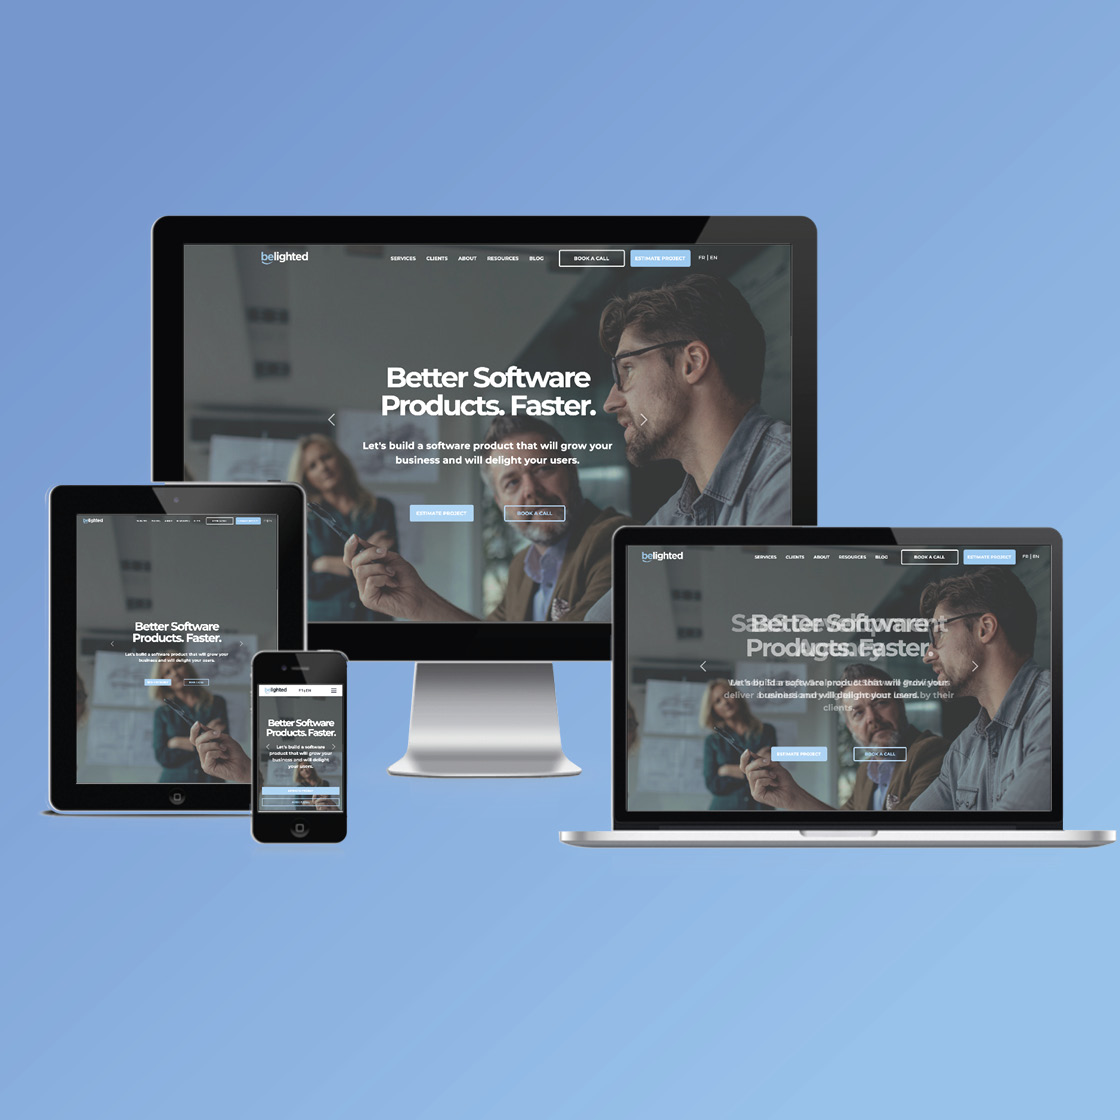 belighted
SERVICES CLIENTS ABOUT RESOURCES BLOG BOOK A CALL ESTIMATE PROJECT FR | EN
Better Software
Products. Faster.
Let's build a software product that will grow your
business and will delight your users.
ESTIMATE PROJECT BOOK A CALL
belighted
Better Software
Products. Faster.
Let's build a software product that will grow your
business and will delight your users.
belighted
Better Software
Products. Faster.
Let's build a software
product that will grow your
business and will delight
your users.
belighted
SERVICES CLIENTS ABOUT RESOURCES BLOG BOOK A CALL ESTIMATE PROJECT FR | EN
Better Software
Products. Faster.
Let's build a software product that will grow your
business and will delight your users.
clients.
ESTIMATE PROJECT BOOK A CALL